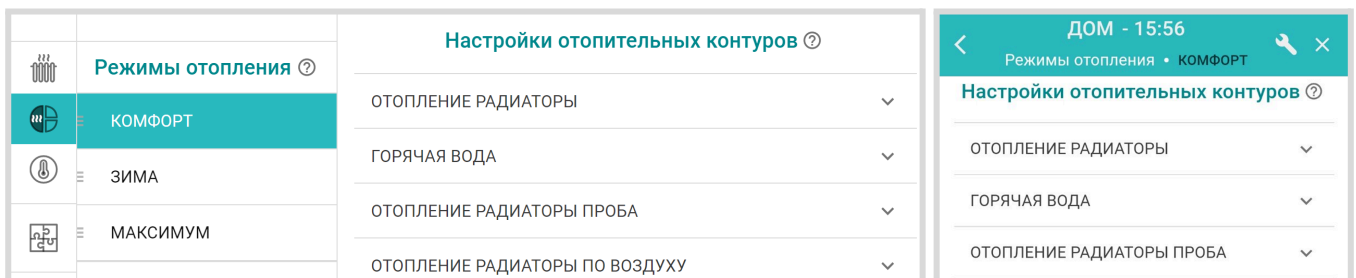 Режимы отопления
КОМФОРТ
ЗИМА
МАКСИМУМ
Настройки отопительных контуров
ОТОПЛЕНИЕ РАДИАТОРЫ
ГОРЯЧАЯ ВОДА
ОТОПЛЕНИЕ РАДИАТОРЫ ПРОБА
ОТОПЛЕНИЕ РАДИАТОРЫ ПО ВОЗДУХУ
ДОМ - 15:56
Режимы отопления • КОМФОРТ
Настройки отопительных контуров
ОТОПЛЕНИЕ РАДИАТОРЫ
ГОРЯЧАЯ ВОДА
ОТОПЛЕНИЕ РАДИАТОРЫ ПРОБА